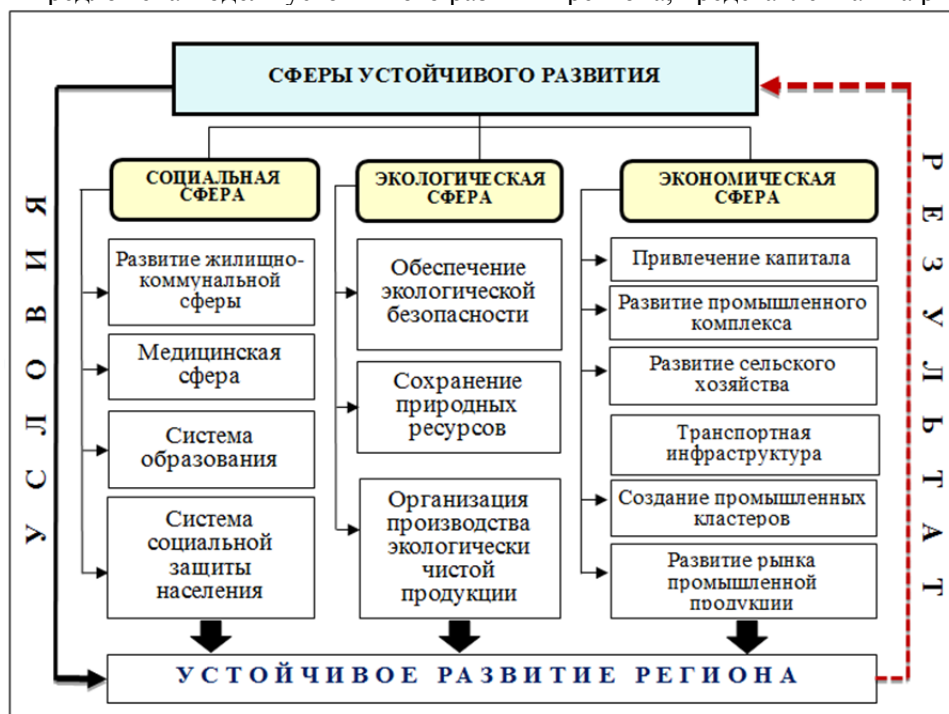 СФЕРЫ УСТОЙЧИВОГО РАЗВИТИЯ
СОЦИАЛЬНАЯ
СФЕРА
Развитие жилищно-
коммунальной
сферы
Медицинская
сфера
Система
образования
Система
социальной
защиты
населения
ЭКОЛОГИЧЕСКАЯ
СФЕРА
Обеспечение
экологической
безопасности
Сохранение
природных
ресурсов
Организация
производства
экологически
чистой
продукции
ЭКОНОМИЧЕСКАЯ
СФЕРА
Привлечение капитала
Развитие промышленного
комплекса
Развитие сельского
хозяйства
Транспортная
инфраструктура
Создание промышленных
кластеров
Развитие рынка
промышленной
продукции
УСЛОВИЯ
РЕЗУЛЬТАТ
УСТОЙЧИВОЕ РАЗВИТИЕ РЕГИОНА